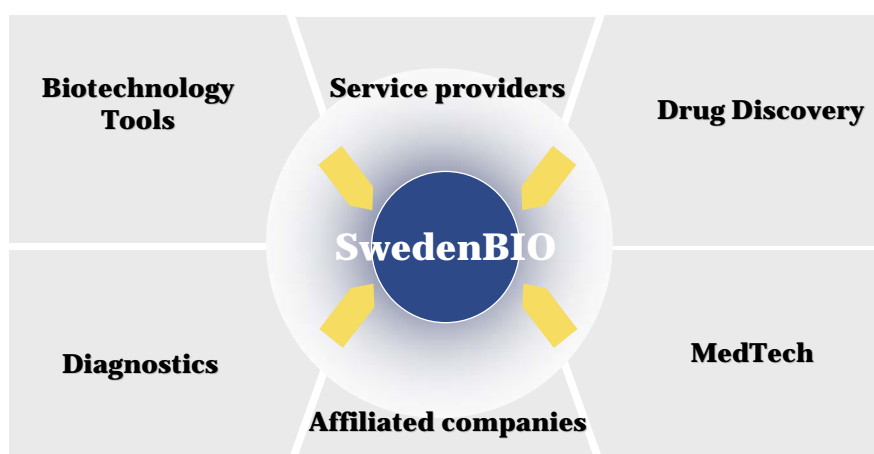 Biotechnology
Tools
Service providers
Drug Discovery
SwedenBIO
Diagnostics
MedTech
Affiliated companies